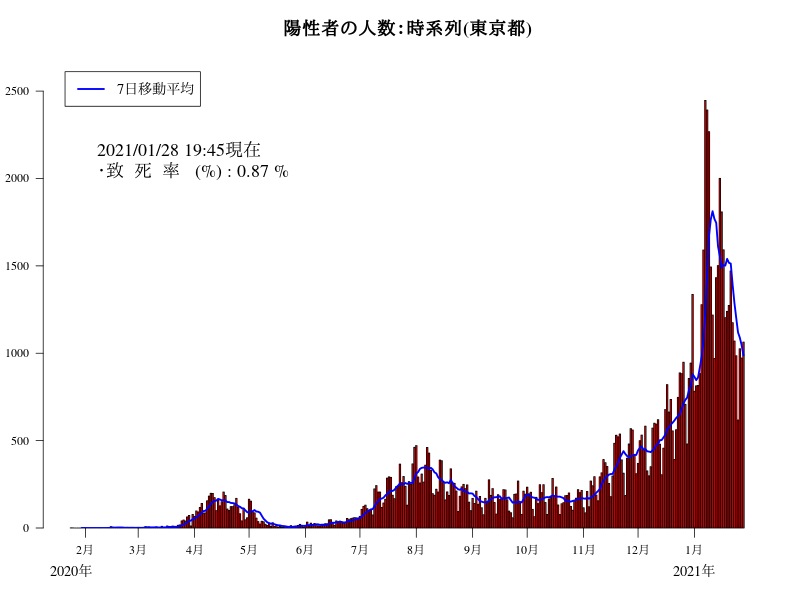 陽性者の人数：時系列(東京都)
7日移動平均
2021/01/28 19:45現在
・致 死 率 (%) : 0.87 %
2500
2000
1500
1000
500
0
2月 3月 4月 5月 6月 7月 8月 9月 10月 11月 12月 1月
2020年 2021年